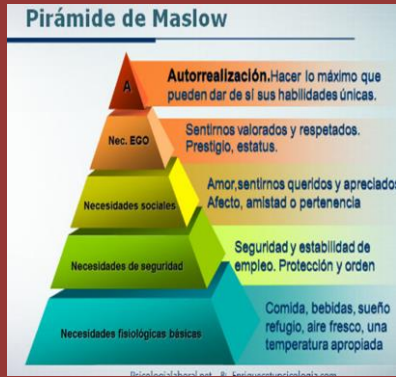 Pirámide de Maslow
A
Autorrealización.Hacer lo máximo que
pueden dar de sí sus habilidades únicas.
Nec. EGO
Sentirnos valorados y respetados.
Prestigio, estatus.
Necesidades sociales
Amor,sentirnos queridos y apreciados
Afecto, amistad o pertenencia
Necesidades de seguridad
Seguridad y estabilidad de
empleo. Protección y orden
Necesidades fisiológicas básicas
Comida, bebidas, sueño
refugio, aire fresco, una
temperatura apropiada